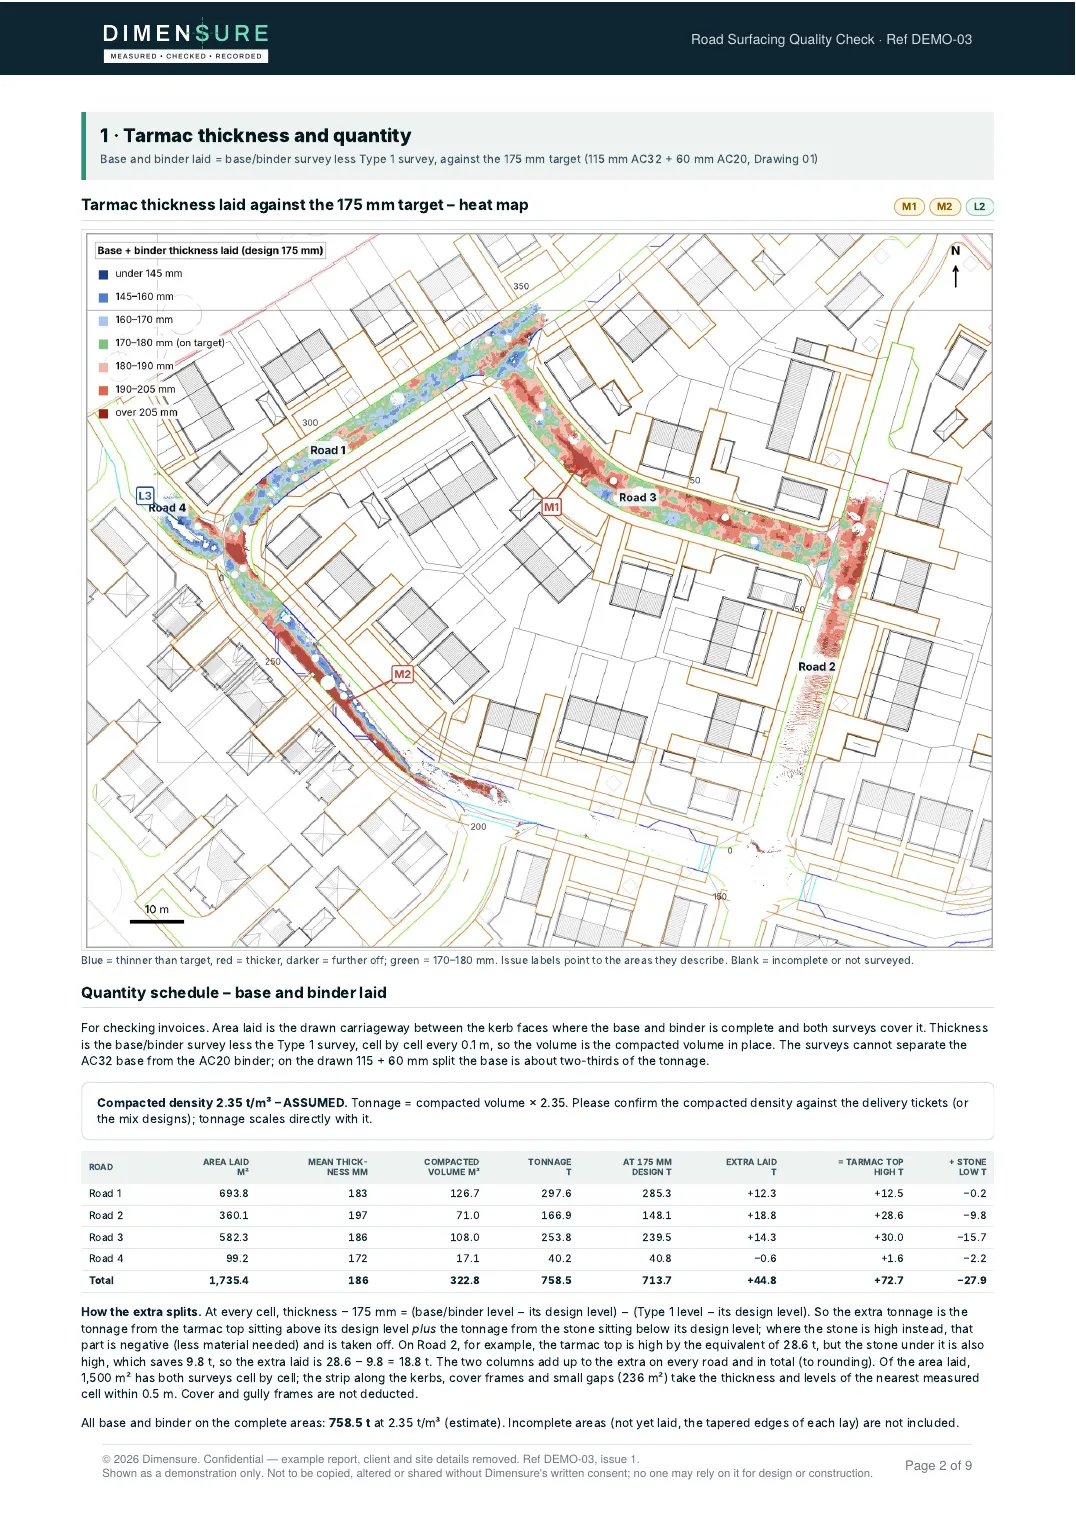 DIMENSURE
MEASURED • CHECKED • RECORDED
Road Surfacing Quality Check · Ref DEMO-03
1 · Tarmac thickness and quantity
Base and binder laid = base/binder survey less Type 1 survey, against the 175 mm target (115 mm AC32 + 60 mm AC20, Drawing 01)
Tarmac thickness laid against the 175 mm target – heat map
M1 M2 L2
Base + binder thickness laid (design 175 mm)
under 145 mm
145–160 mm
160–170 mm
170–180 mm (on target)
180–190 mm
190–205 mm
over 205 mm
N
350
300
Road 1
L3
Road 4
50
Road 3
M1
0
50
250
M2
Road 2
200
0
150
10 m
Blue = thinner than target, red = thicker, darker = further off; green = 170–180 mm. Issue labels point to the areas they describe. Blank = incomplete or not surveyed.
Quantity schedule – base and binder laid
For checking invoices. Area laid is the drawn carriageway between the kerb faces where the base and binder is complete and both surveys cover it. Thickness
is the base/binder survey less the Type 1 survey, cell by cell every 0.1 m, so the volume is the compacted volume in place. The surveys cannot separate the
AC32 base from the AC20 binder; on the drawn 115 + 60 mm split the base is about two-thirds of the tonnage.
Compacted density 2.35 t/m³ – ASSUMED. Tonnage = compacted volume × 2.35. Please confirm the compacted density against the delivery tickets (or
the mix designs); tonnage scales directly with it.
ROAD AREA LAID M² MEAN THICK-NESS MM COMPACTED VOLUME M³ TONNAGE T AT 175 MM DESIGN T EXTRA LAID T = TARMAC TOP HIGH T + STONE LOW T
Road 1 693.8 183 126.7 297.6 285.3 +12.3 +12.5 −0.2
Road 2 360.1 197 71.0 166.9 148.1 +18.8 +28.6 −9.8
Road 3 582.3 186 108.0 253.8 239.5 +14.3 +30.0 −15.7
Road 4 99.2 172 17.1 40.2 40.8 −0.6 +1.6 −2.2
Total 1,735.4 186 322.8 758.5 713.7 +44.8 +72.7 −27.9
How the extra splits. At every cell, thickness − 175 mm = (base/binder level − its design level) − (Type 1 level − its design level). So the extra tonnage is the
tonnage from the tarmac top sitting above its design level plus the tonnage from the stone sitting below its design level; where the stone is high instead, that
part is negative (less material needed) and is taken off. On Road 2, for example, the tarmac top is high by the equivalent of 28.6 t, but the stone under it is also
high, which saves 9.8 t, so the extra laid is 28.6 − 9.8 = 18.8 t. The two columns add up to the extra on every road and in total (to rounding). Of the area laid,
1,500 m² has both surveys cell by cell; the strip along the kerbs, cover frames and small gaps (236 m²) take the thickness and levels of the nearest measured
cell within 0.5 m. Cover and gully frames are not deducted.
All base and binder on the complete areas: 758.5 t at 2.35 t/m³ (estimate). Incomplete areas (not yet laid, the tapered edges of each lay) are not included.
© 2026 Dimensure. Confidential — example report, client and site details removed. Ref DEMO-03, issue 1.
Shown as a demonstration only. Not to be copied, altered or shared without Dimensure's written consent; no one may rely on it for design or construction.
Page 2 of 9